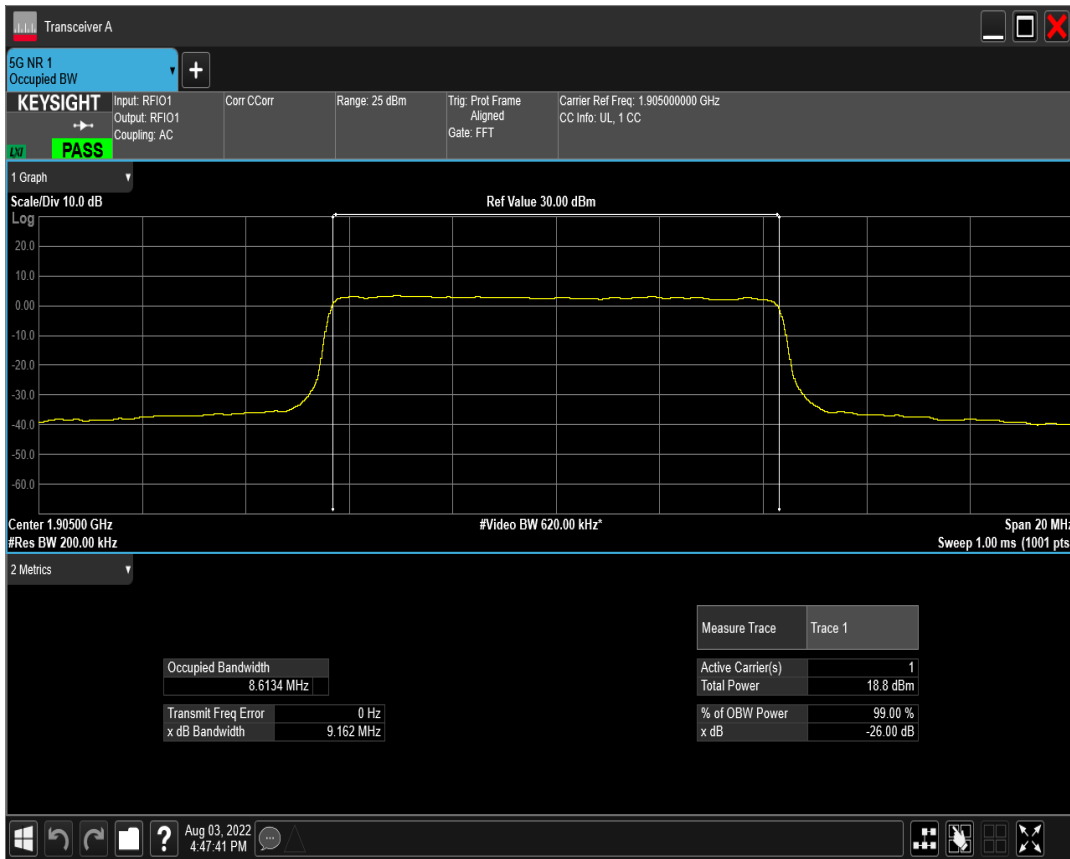 Transceiver A
5G NR 1
Occupied BW
+
KEYSIGHT
LXI
PASS
Input: RFIO1
Output: RFIO1
Coupling: AC
Corr CCorr
Range: 25 dBm
Trig: Prot Frame
Aligned
Gate: FFT
Carrier Ref Freq: 1.905000000 GHz
CC Info: UL, 1 CC
1 Graph
Scale/Div 10.0 dB
Ref Value 30.00 dBm
Log
20.0
10.0
0.00
-10.0
-20.0
-30.0
-40.0
-50.0
-60.0
Center 1.90500 GHz
#Video BW 620.00 kHz*
Span 20 MHz
#Res BW 200.00 kHz
Sweep 1.00 ms (1001 pts
2 Metrics
Measure Trace Trace 1
Occupied Bandwidth
8.6134 MHz
Active Carrier(s) 1
Total Power 18.8 dBm
Transmit Freq Error 0 Hz
x dB Bandwidth 9.162 MHz
% of OBW Power 99.00 %
x dB -26.00 dB
?
Aug 03, 2022
4:47:41 PM